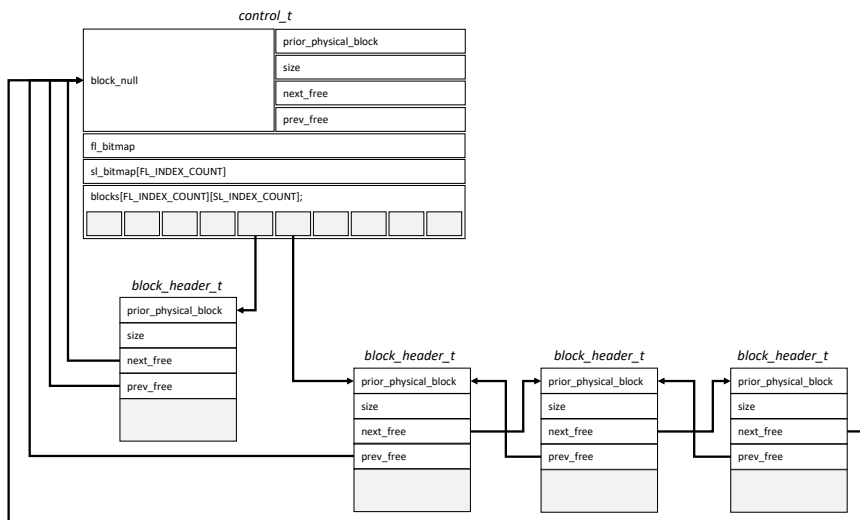 control_t
block_null
prior_physical_block
size
next_free
prev_free
fl_bitmap
sl_bitmap[FL_INDEX_COUNT]
blocks[FL_INDEX_COUNT][SL_INDEX_COUNT];
block_header_t
prior_physical_block
size
next_free
prev_free
block_header_t
prior_physical_block
size
next_free
prev_free
block_header_t
prior_physical_block
size
next_free
prev_free
block_header_t
prior_physical_block
size
next_free
prev_free